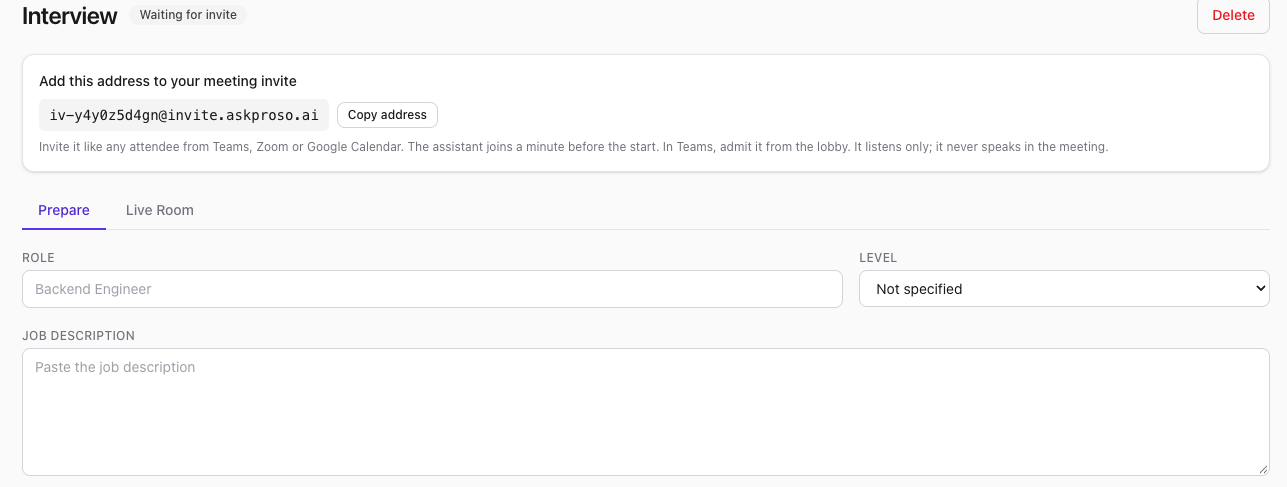 Interview Waiting for invite Delete
Add this address to your meeting invite
iv-y4y0z5d4gn@invite.askproso.ai Copy address
Invite it like any attendee from Teams, Zoom or Google Calendar. The assistant joins a minute before the start. In Teams, admit it from the lobby. It listens only; it never speaks in the meeting.
Prepare Live Room
ROLE LEVEL
Backend Engineer Not specified
JOB DESCRIPTION
Paste the job description